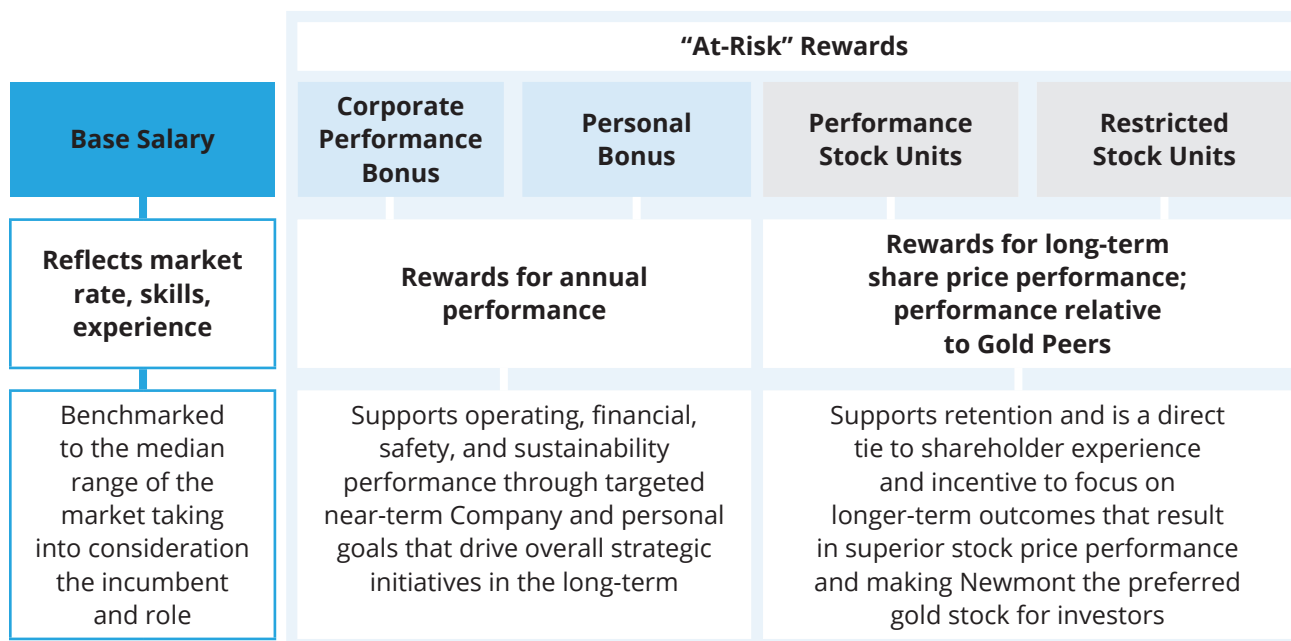 “At-Risk” Rewards
Base Salary
Corporate
Performance
Bonus
Personal
Bonus
Performance
Stock Units
Restricted
Stock Units
Reflects market
rate, skills,
experience
Rewards for annual
performance
Rewards for long-term
share price performance;
performance relative
to Gold Peers
Benchmarked
to the median
range of the
market taking
into consideration
the incumbent
and role
Supports operating, financial,
safety, and sustainability
performance through targeted
near-term Company and personal
goals that drive overall strategic
initiatives in the long-term
Supports retention and is a direct
tie to shareholder experience
and incentive to focus on
longer-term outcomes that result
in superior stock price performance
and making Newmont the preferred
gold stock for investors